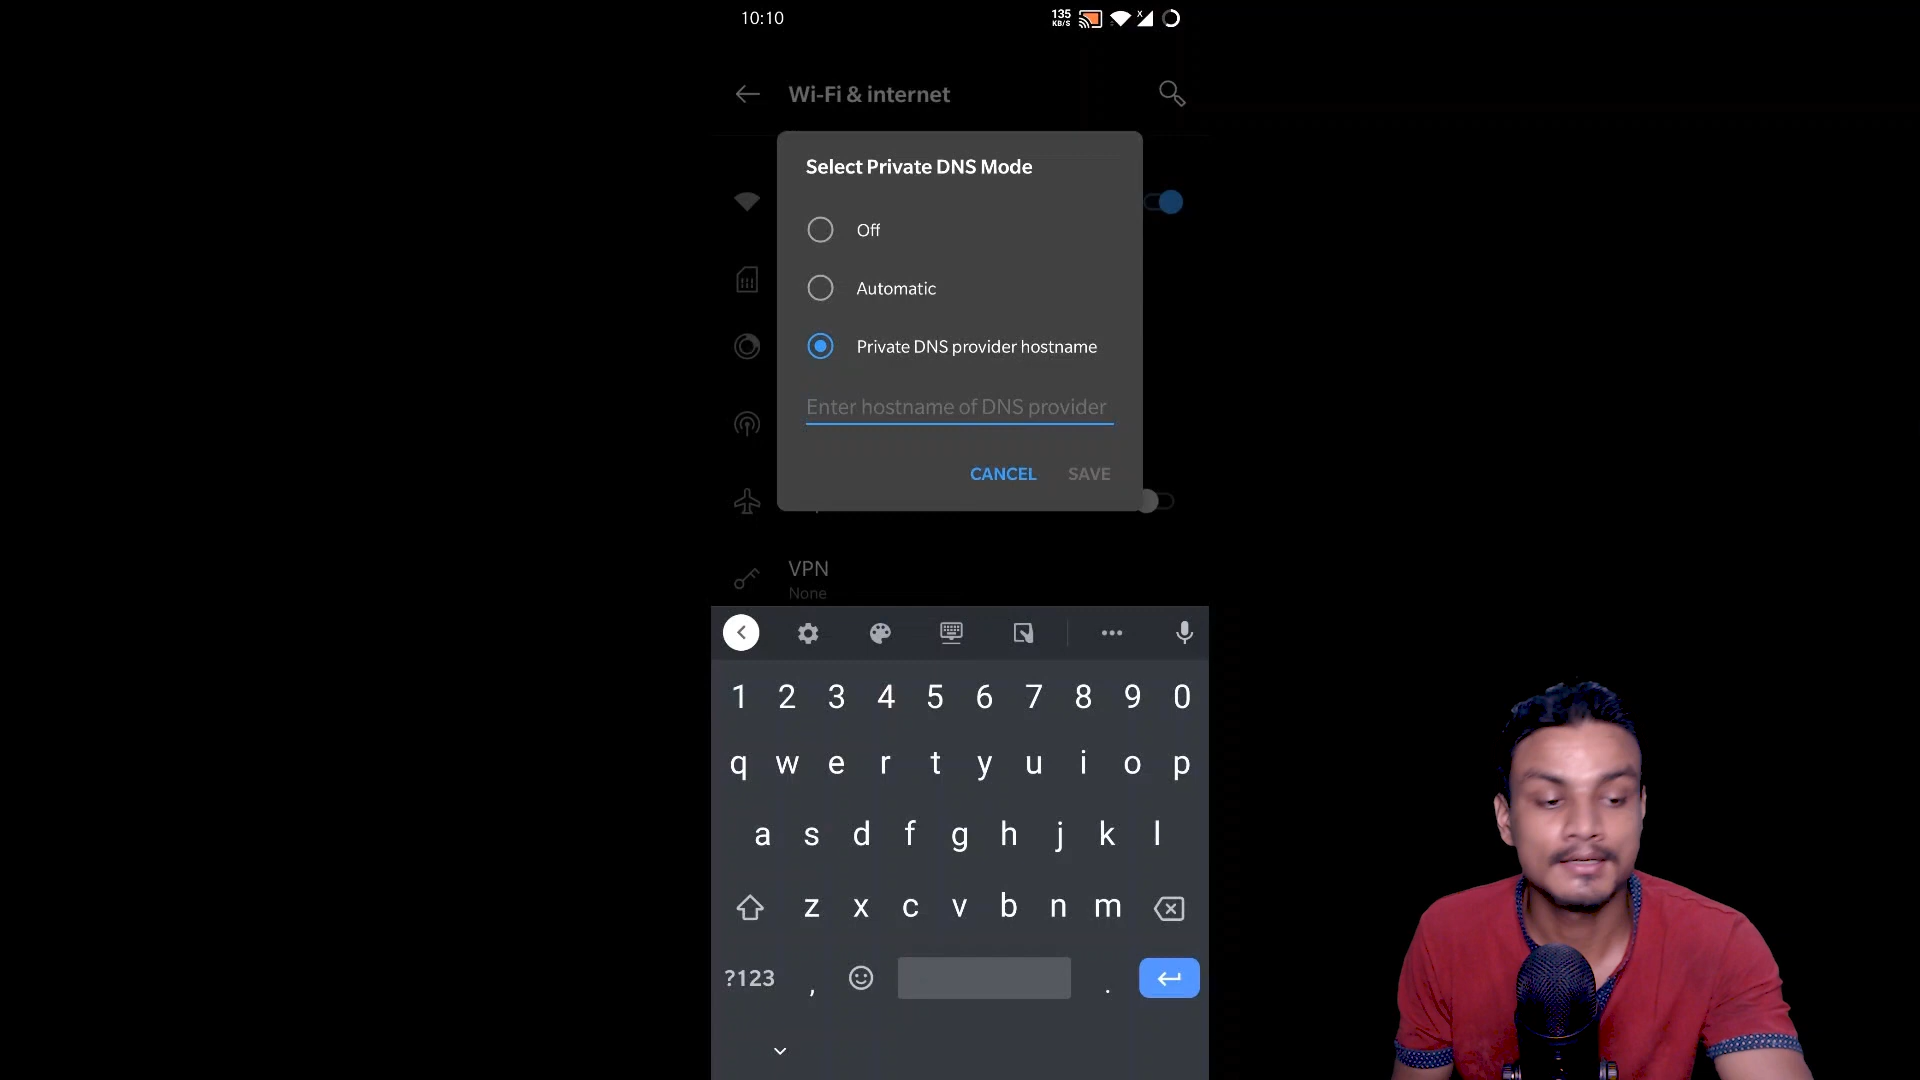 10:10
135
KB/S
X
Wi-Fi & internet
Select Private DNS Mode
Off
Automatic
Private DNS provider hostname
Enter hostname of DNS provider
CANCEL SAVE
VPN
None
1 2 3 4 5 6 7 8 9 0
q w e r t y u i o p
a s d f g h j k l
z x c v b n m
?123 , .